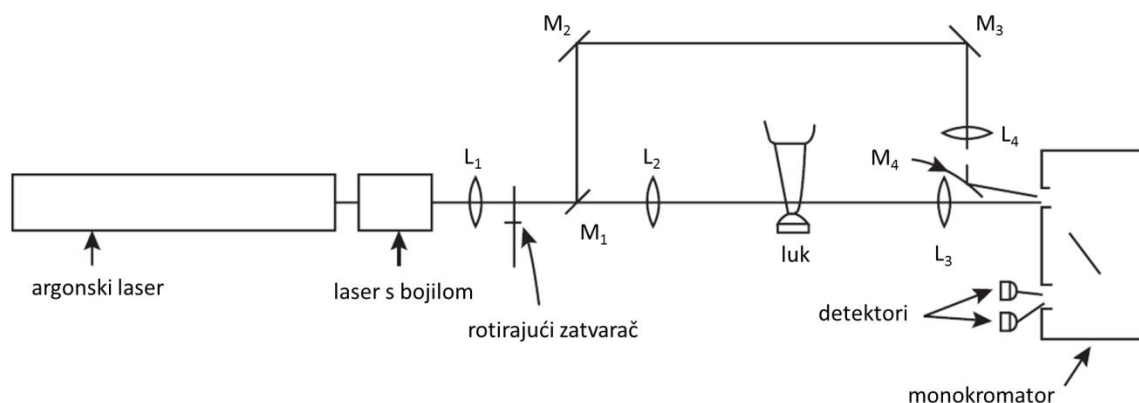 M2
M3
L4
L1
L2
M4
M1
luk
L3
argonski laser
laser s bojilom
rotirajući zatvarač
detektori
monokromator